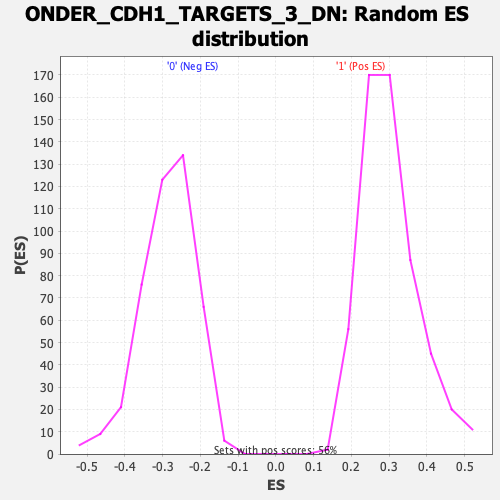 ONDER_CDH1_TARGETS_3_DN: Random ES
distribution
'0' (Neg ES) '1' (Pos ES)
170
160
150
140
130
120
110
100
90
80
70
60
50
40
30
20
10
0
P(ES)
Sets with pos scores: 56%
-0.5 -0.4 -0.3 -0.2 -0.1 0.0 0.1 0.2 0.3 0.4 0.5
ES